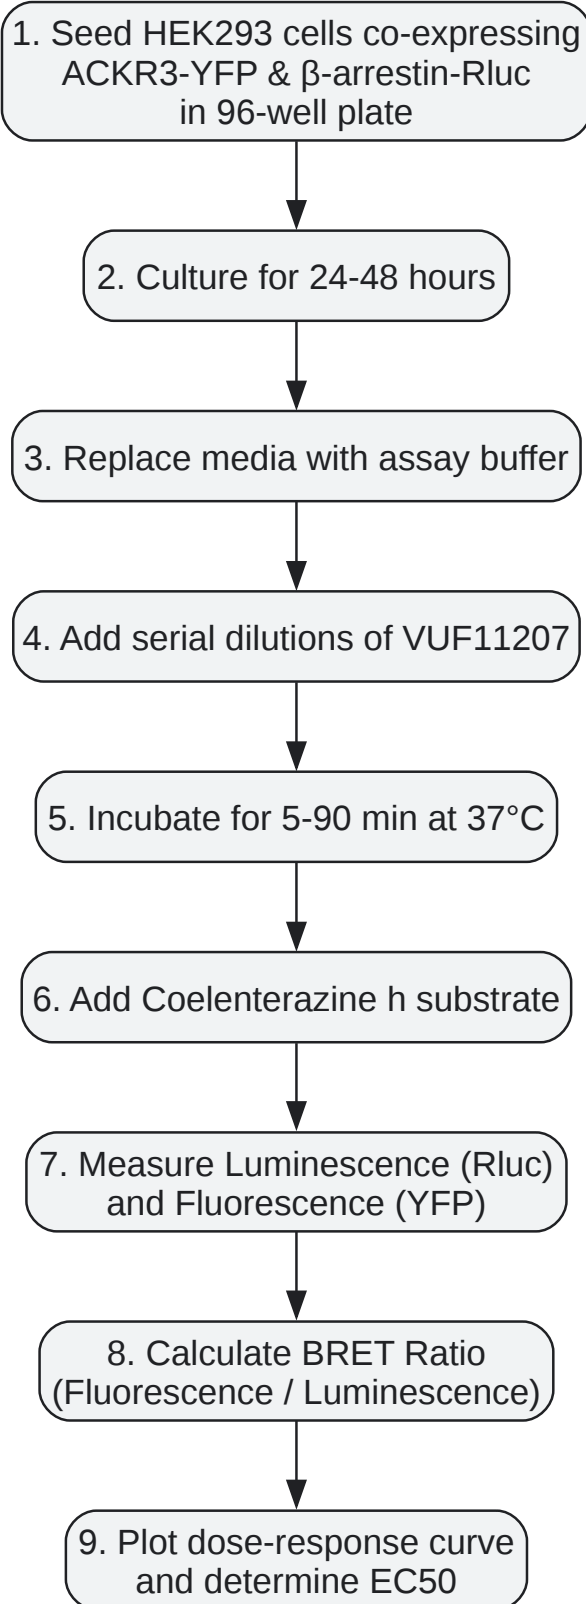 1. Seed HEK293 cells co-expressing
ACKR3-YFP & β-arrestin-Rluc
in 96-well plate
2. Culture for 24-48 hours
3. Replace media with assay buffer
4. Add serial dilutions of VUF11207
5. Incubate for 5-90 min at 37°C
6. Add Coelenterazine h substrate
7. Measure Luminescence (Rluc)
and Fluorescence (YFP)
8. Calculate BRET Ratio
(Fluorescence / Luminescence)
9. Plot dose-response curve
and determine EC50